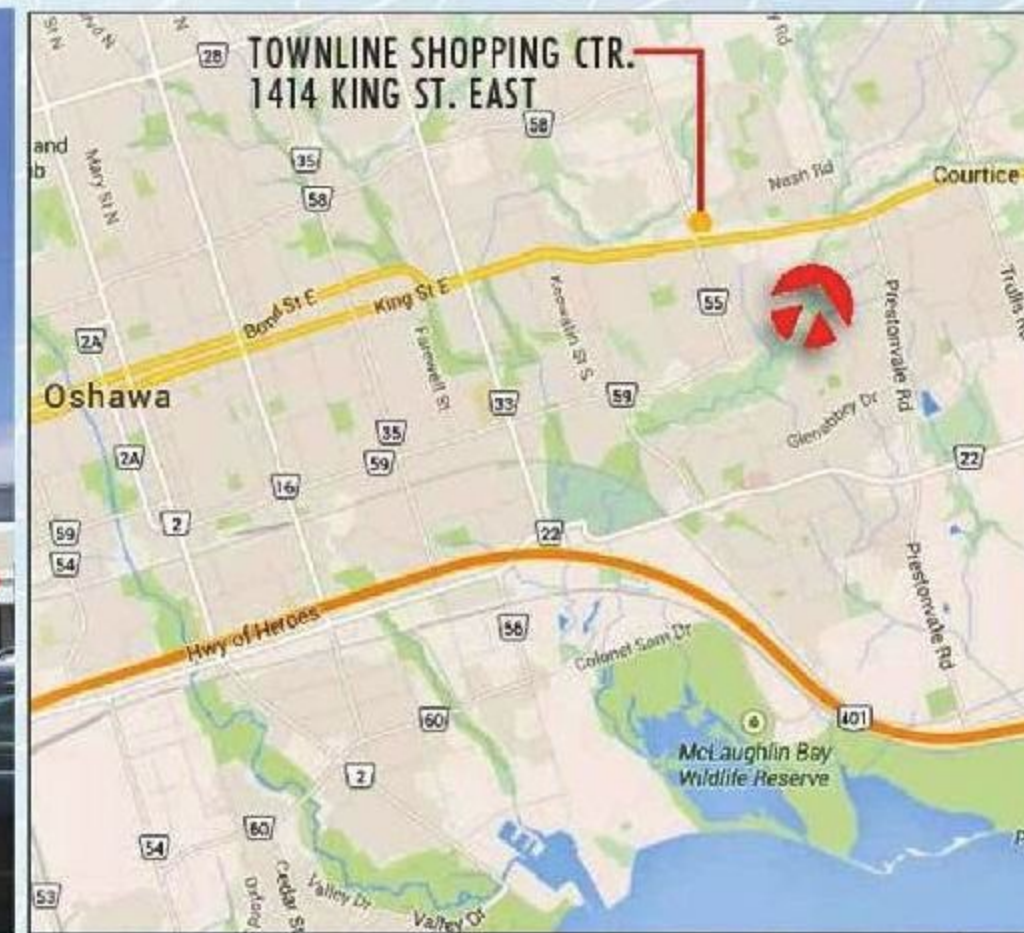 TOWNLINE SHOPPING CTR.
1414 KING ST. EAST
28
58
and
Mary St N
35
58
Nash Rd
Courtice
Bond St E
King St E
55
2A
Farewell St
Prestonvale Rd
Oshawa
33
59
Glenabbey Dr
35
59
2A
22
16
2
59
54
22
Hwy of Heroes
56
Colonel Sam Dr
Prestonvale Rd
60
401
McLaughlin Bay
Wildlife Reserve
2
60
54
53
Cedar St
Valley Dr
Valley Dr